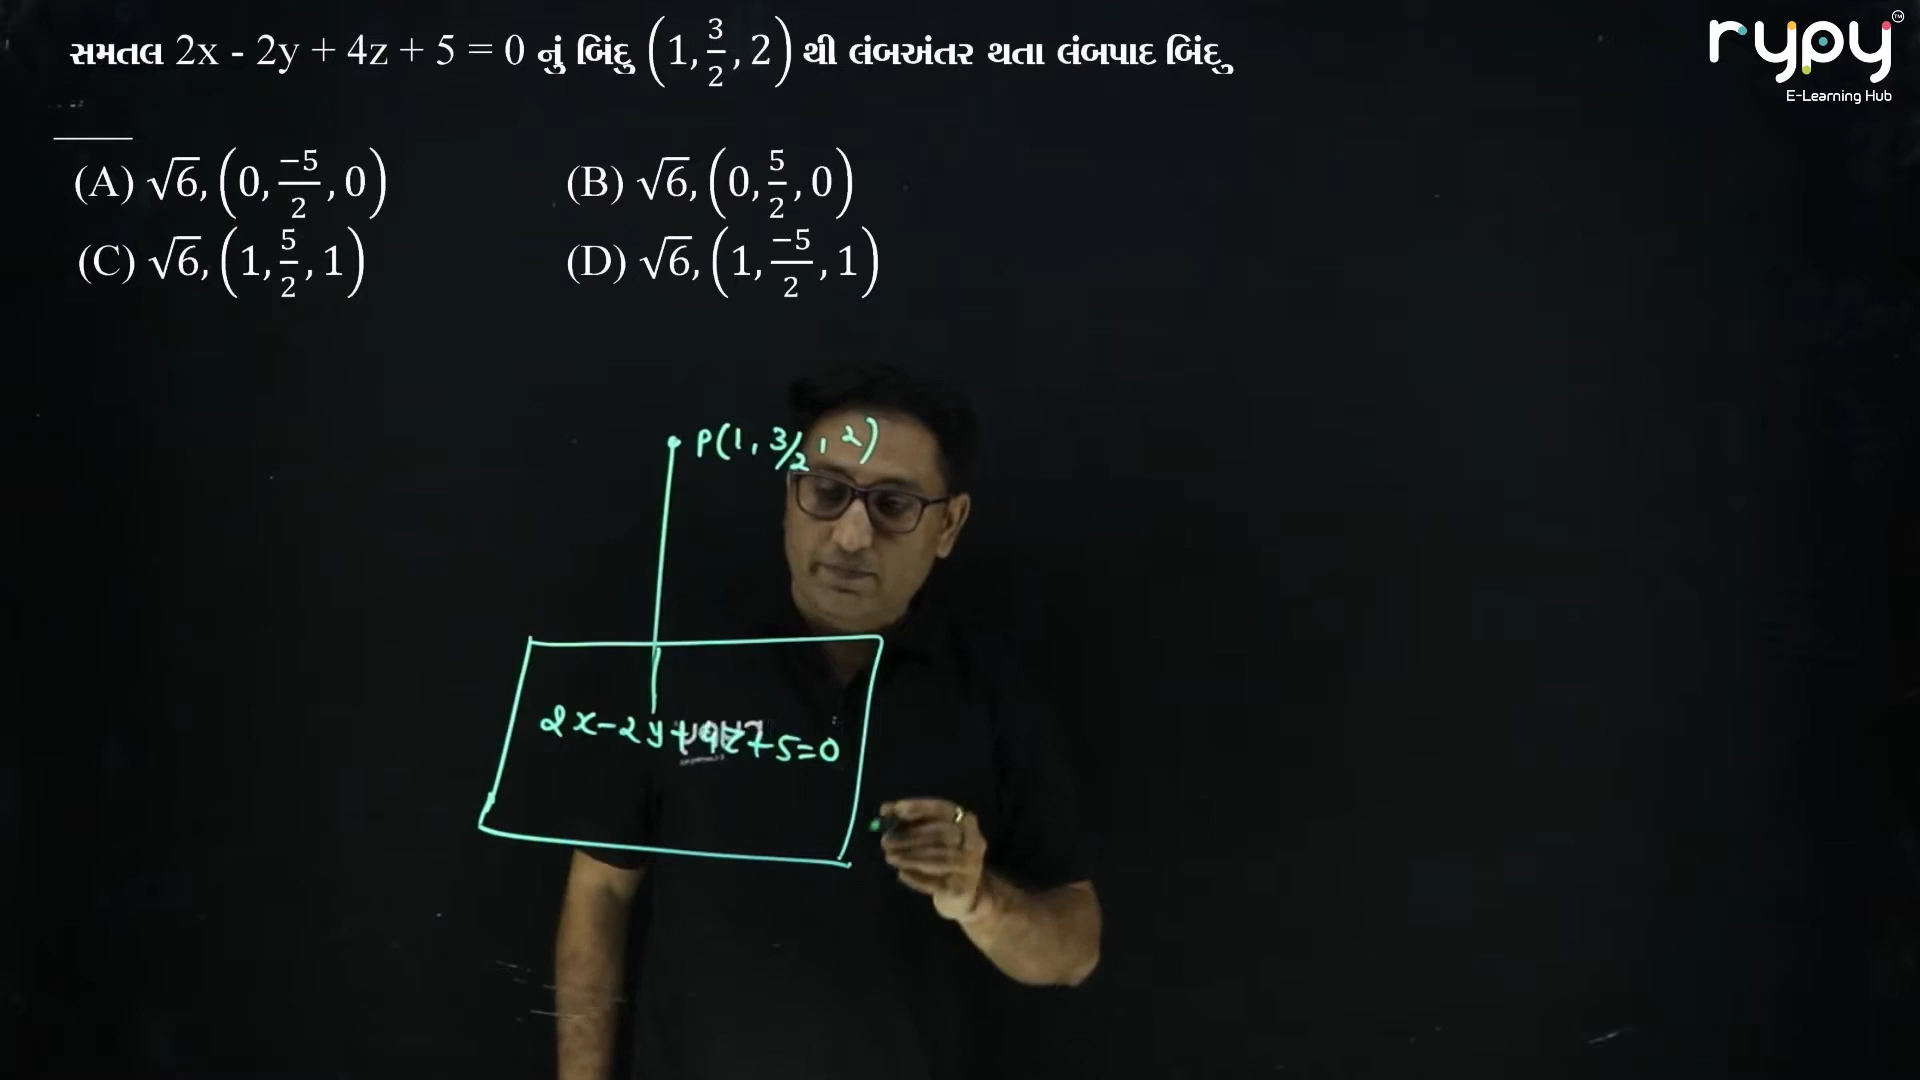 સમતલ 2x - 2y + 4z + 5 = 0 નું બિંદુ (1, 3/2, 2) થી લંબઅંતર થતા લંબપાદ બિંદુ
rypy
TM
E-Learning Hub
(A) √6, (0, -5/2, 0)
(B) √6, (0, 5/2, 0)
(C) √6, (1, 5/2, 1)
(D) √6, (1, -5/2, 1)
P(1, 3/2, 2)
2x-2y+4z+5=0